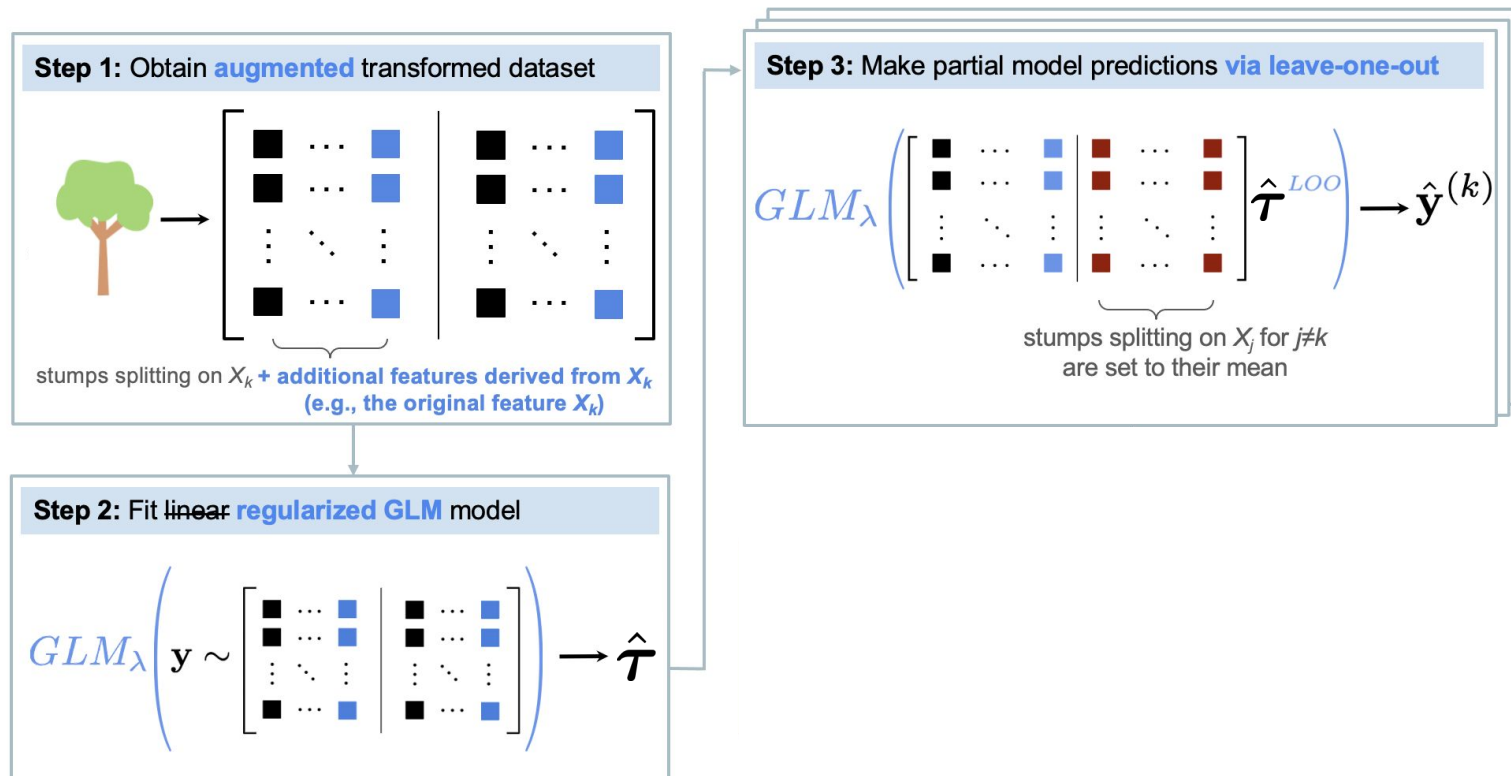 Step 1: Obtain augmented transformed dataset
stumps splitting on Xₖ + additional features derived from Xₖ
(e.g., the original feature Xₖ)
Step 2: Fit linear regularized GLM model
GLM_λ ( y ~ [ ] ) → τ̂
Step 3: Make partial model predictions via leave-one-out
GLM_λ ( [ ] τ̂^LOO ) → ŷ^(k)
stumps splitting on Xⱼ for j≠k
are set to their mean